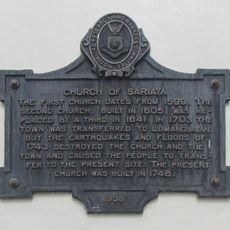 CHURCH OF SARIAYA
THE FIRST CHURCH DATES FROM 1599. THE
SECOND CHURCH, BUILT IN 1605, WAS RE-
PLACED BY A THIRD IN 1641. IN 1703 THE
TOWN WAS TRANSFERRED TO LUMANGBAYAN.
BUT THE EARTHQUAKES AND FLOODS OF
1743 DESTROYED THE CHURCH AND THE
TOWN AND CAUSED THE PEOPLE TO TRANS-
FER TO THE PRESENT SITE. THE PRESENT
CHURCH WAS BUILT IN 1748.
1938